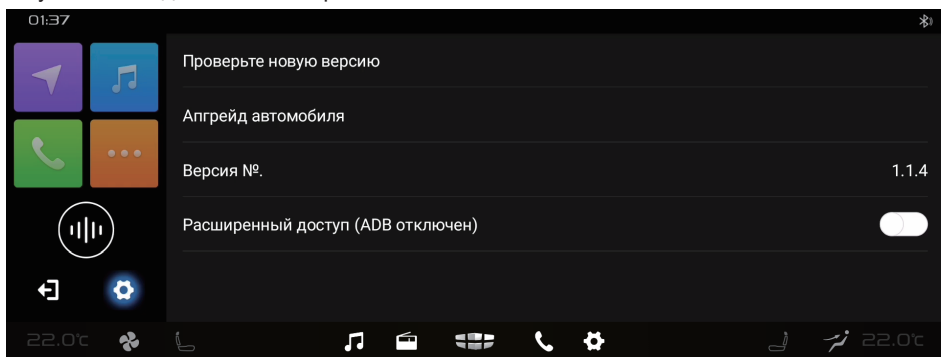 01:37
Проверьте новую версию
Апгрейд автомобиля
Версия №.
1.1.4
Расширенный доступ (ADB отключен)
22.0℃
22.0℃